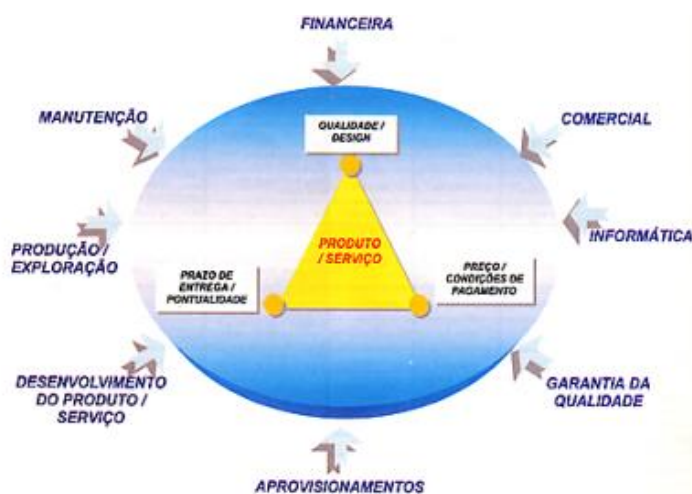 FINANCEIRA
MANUTENÇÃO
COMERCIAL
QUALIDADE /
DESIGN
PRODUÇÃO /
EXPLORAÇÃO
PRODUTO
/ SERVIÇO
INFORMÁTICA
PRAZO DE
ENTREGA /
PONTUALIDADE
PREÇO /
CONDIÇÕES DE
PAGAMENTO
DESENVOLVIMENTO
DO PRODUTO /
SERVIÇO
GARANTIA DA
QUALIDADE
APROVISIONAMENTOS